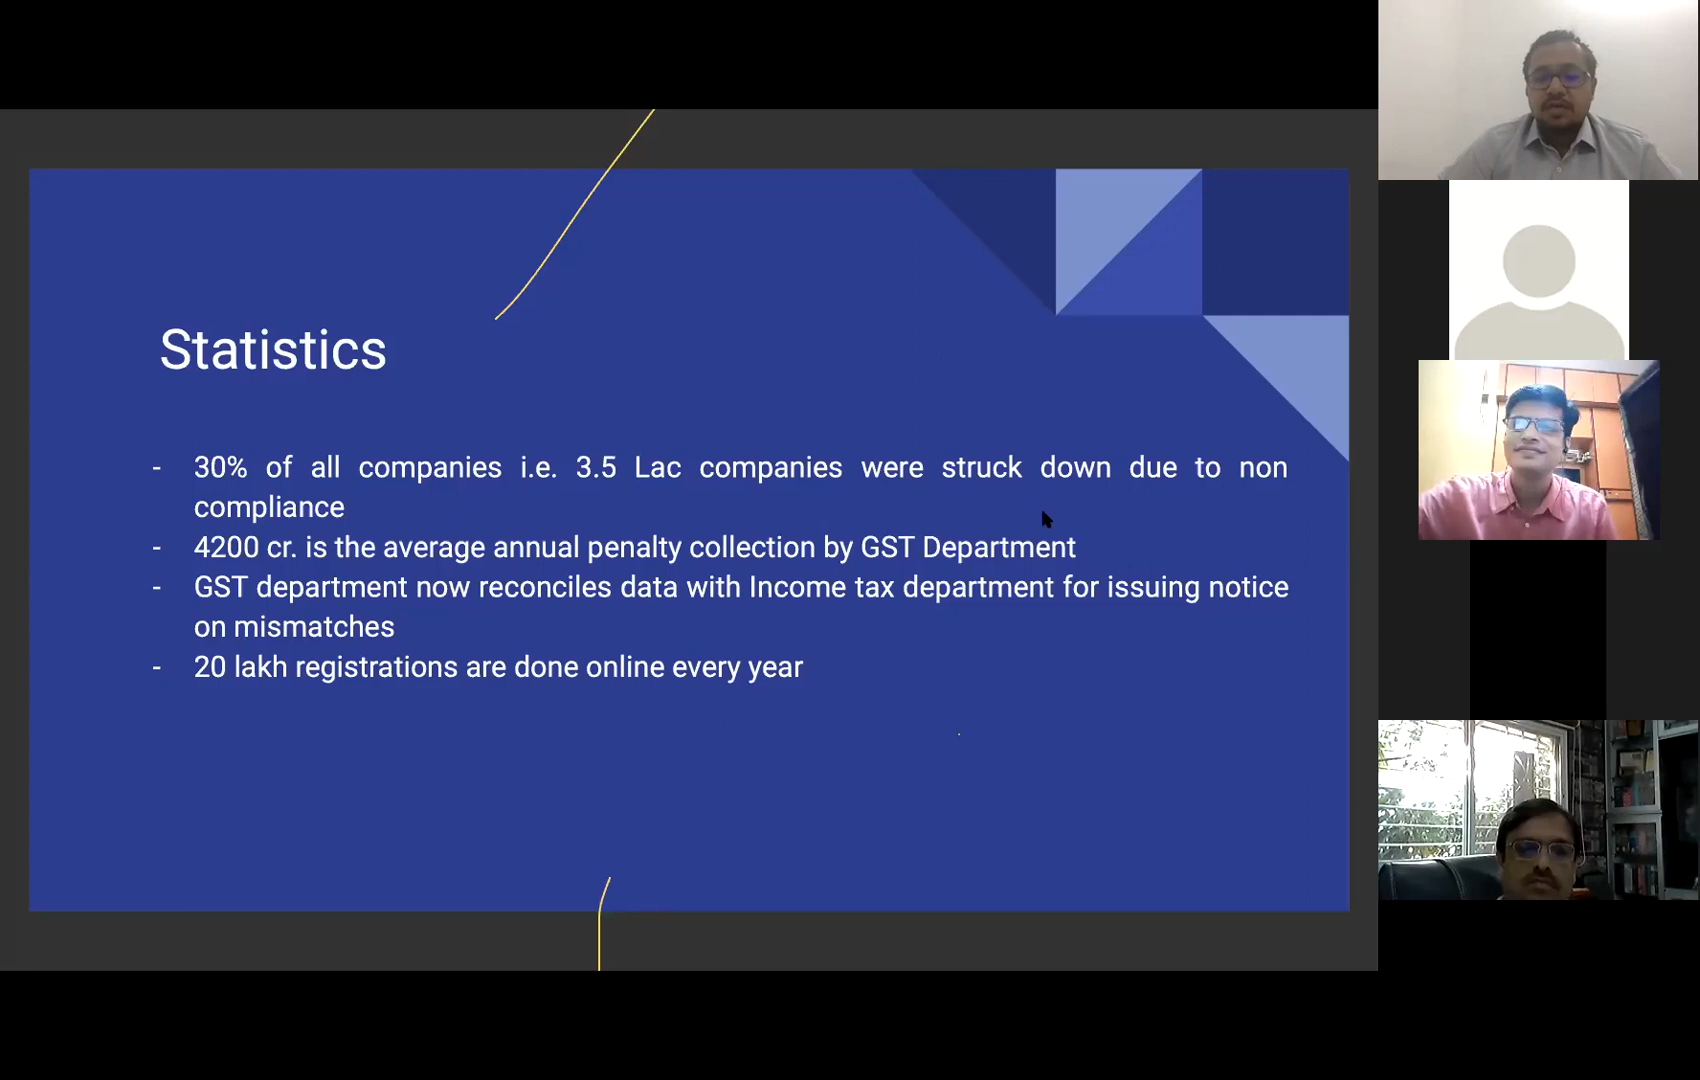 Statistics
- 30% of all companies i.e. 3.5 Lac companies were struck down due to non
compliance
- 4200 cr. is the average annual penalty collection by GST Department
- GST department now reconciles data with Income tax department for issuing notice
on mismatches
- 20 lakh registrations are done online every year